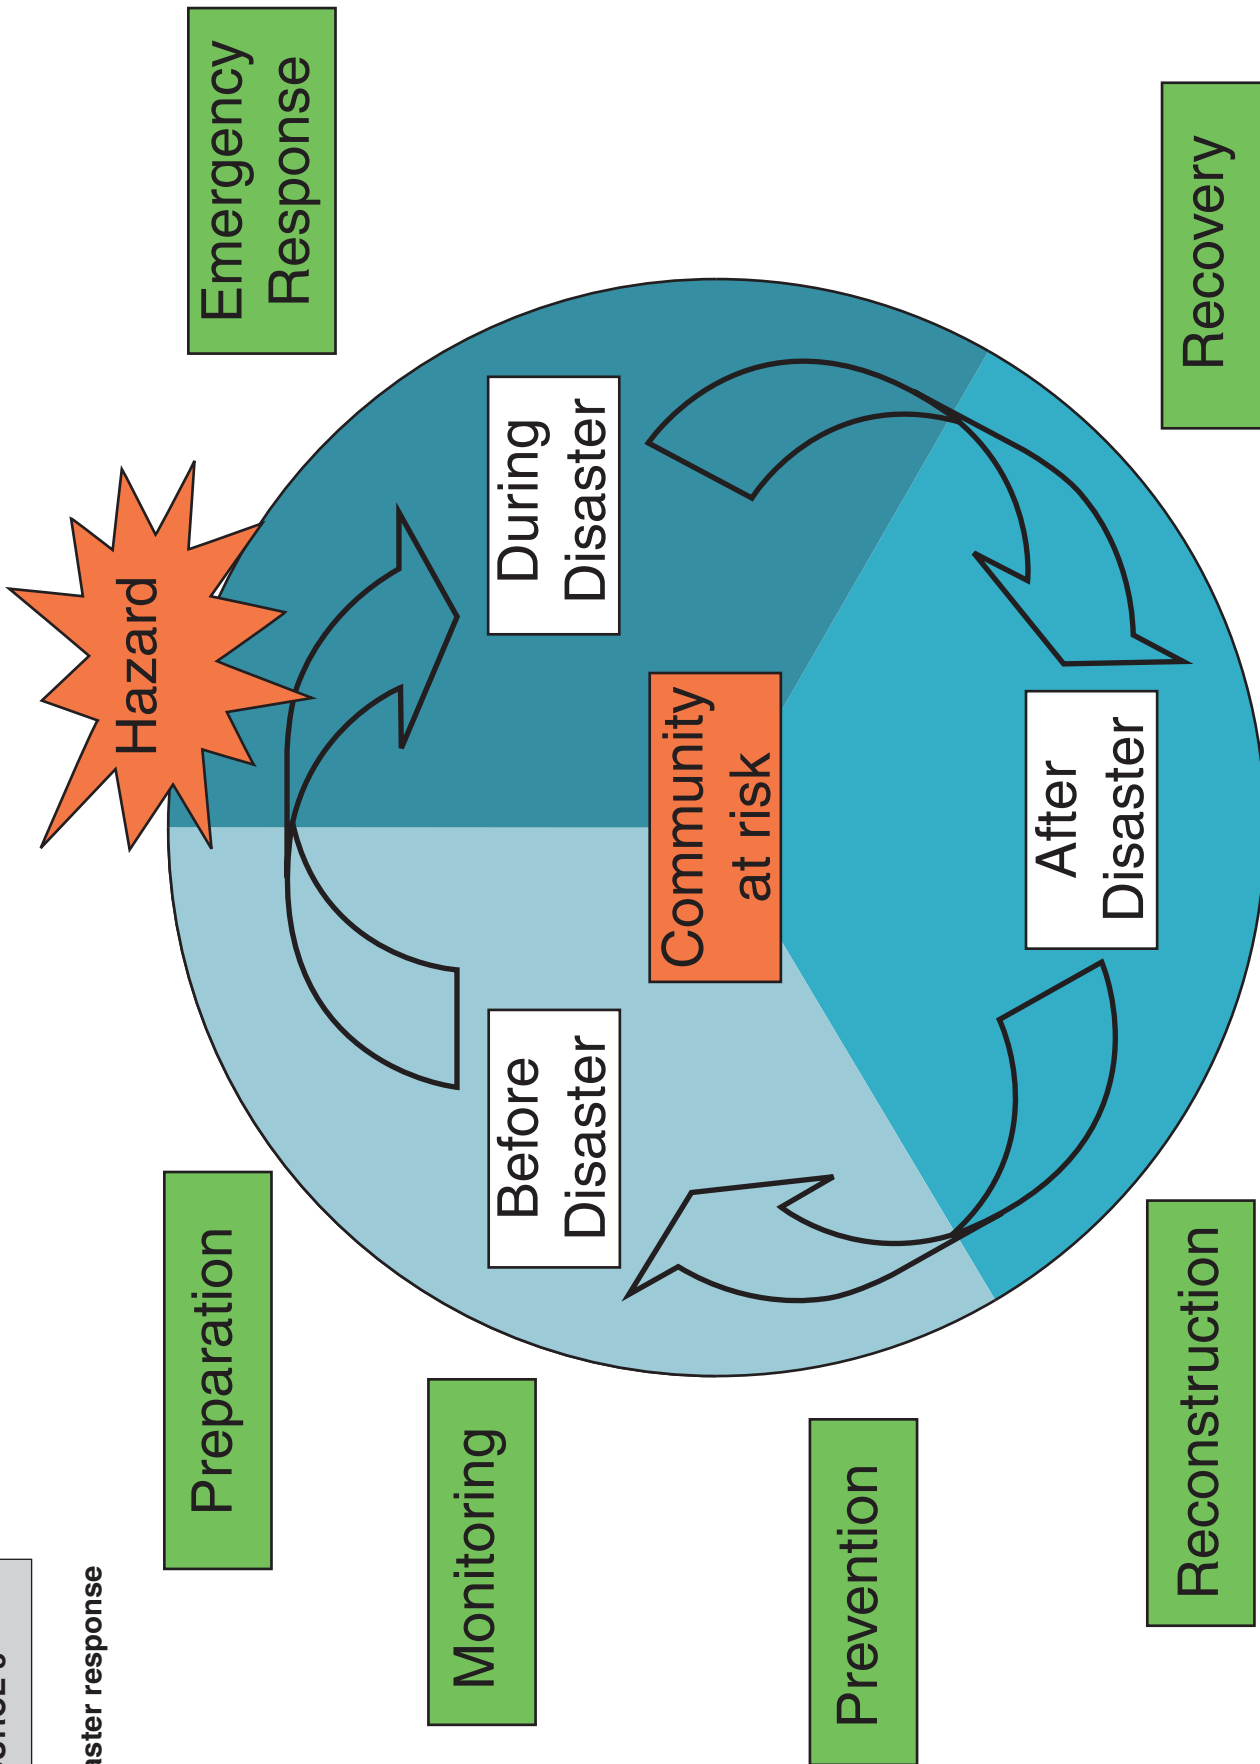 aster response
Hazard
Preparation
Emergency
Response
Monitoring
Before
Disaster
During
Disaster
Community
at risk
Prevention
After
Disaster
Reconstruction
Recovery